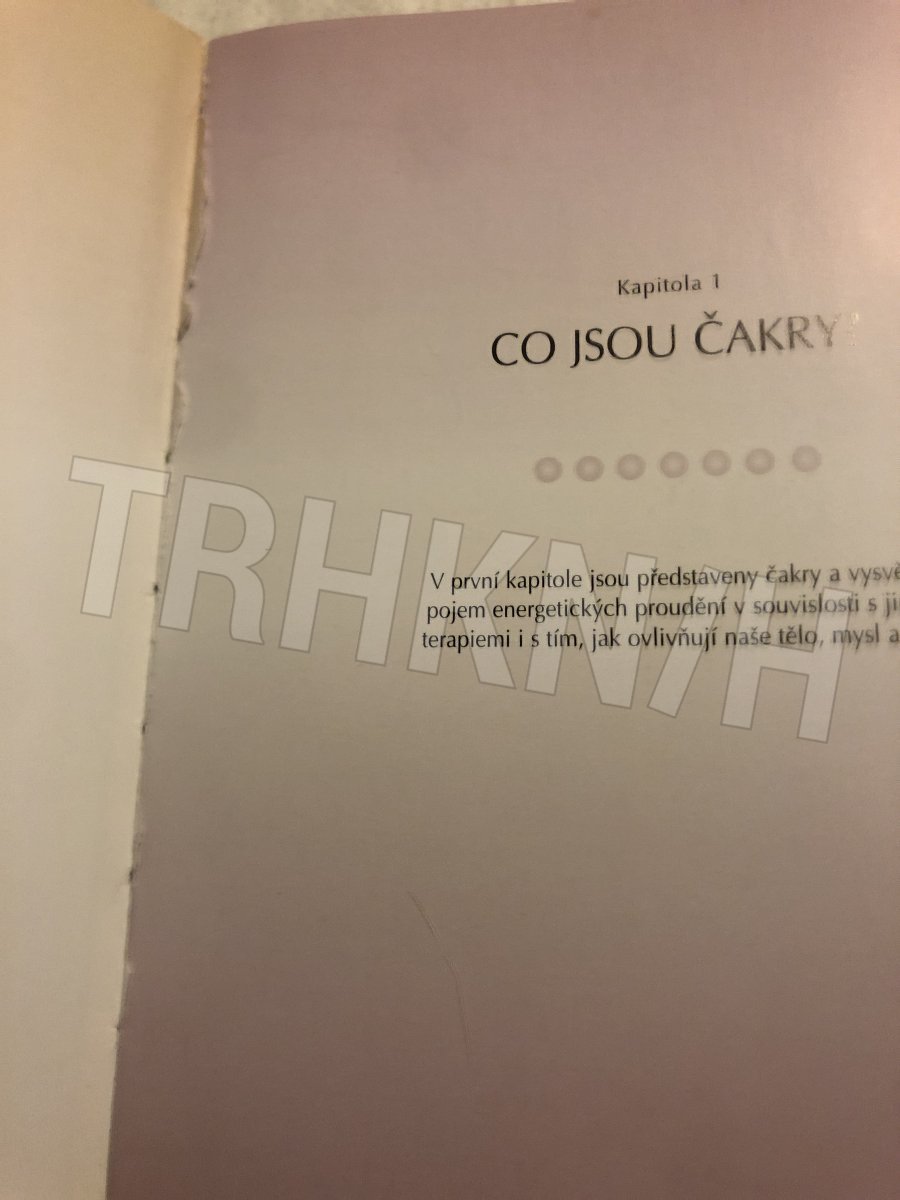 Kapitola 1
CO JSOU ČAKRY?
V první kapitole jsou představeny čakry a
pojem energetických proudění v souvislosti s
terapiemi i s tím, jak ovlivňují naše tělo, mysl a
TRHKN/H